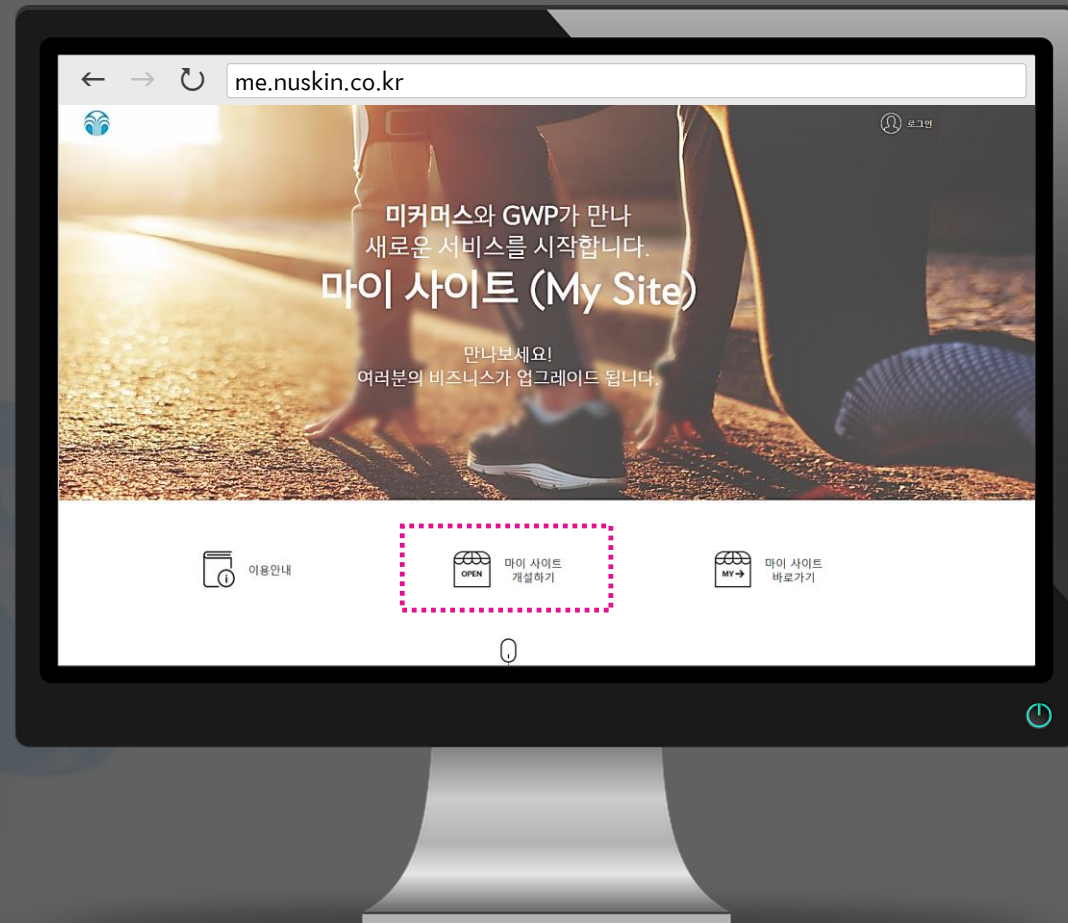 me.nuskin.co.kr
로그인
미커머스와 GWP가 만나
새로운 서비스를 시작합니다.
마이 사이트 (My Site)
만나보세요!
여러분의 비즈니스가 업그레이드 됩니다.
이용안내
OPEN
마이 사이트
개설하기
MY→
마이 사이트
바로가기